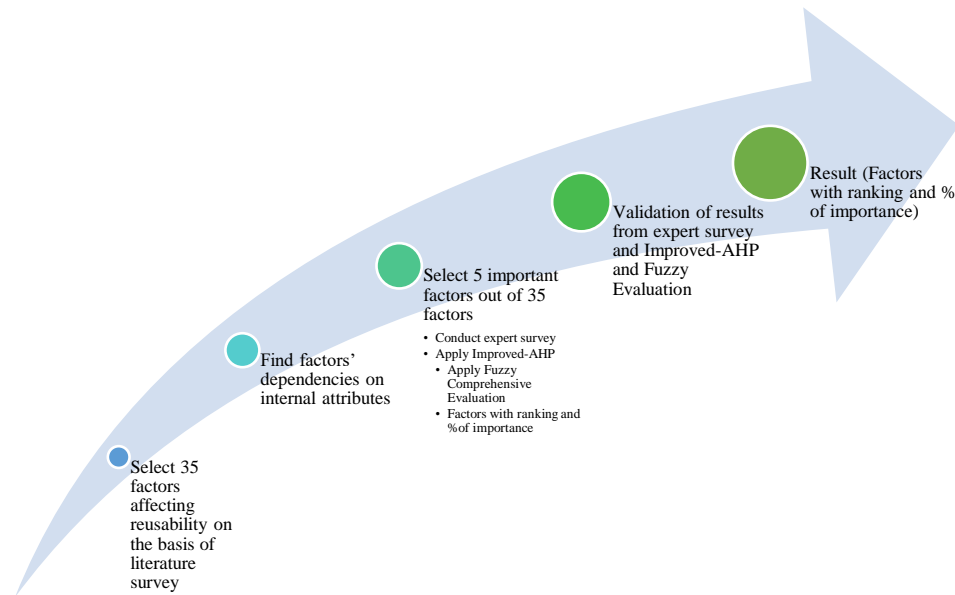 Select 35
factors
affecting
reusability on
the basis of
literature
survey
Find factors’
dependencies on
internal attributes
Select 5 important
factors out of 35
factors
• Conduct expert survey
• Apply Improved-AHP
• Apply Fuzzy
Comprehensive
Evaluation
• Factors with ranking and
%of importance
Validation of results
from expert survey
and Improved-AHP
and Fuzzy
Evaluation
Result (Factors
with ranking and %
of importance)